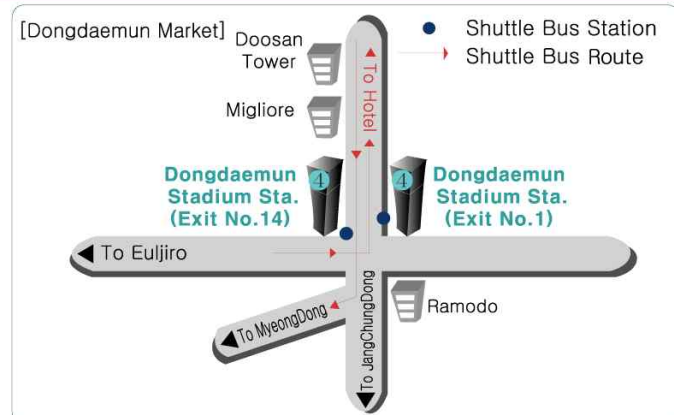 [Dongdaemun Market]
Doosan
Tower
Shuttle Bus Station
Shuttle Bus Route
To Hotel
Migliore
Dongdaemun
Stadium Sta.
(Exit No.14)
4
4
Dongdaemun
Stadium Sta.
(Exit No.1)
To Euljiro
To MyeongDong
To JangChungDong
Ramodo